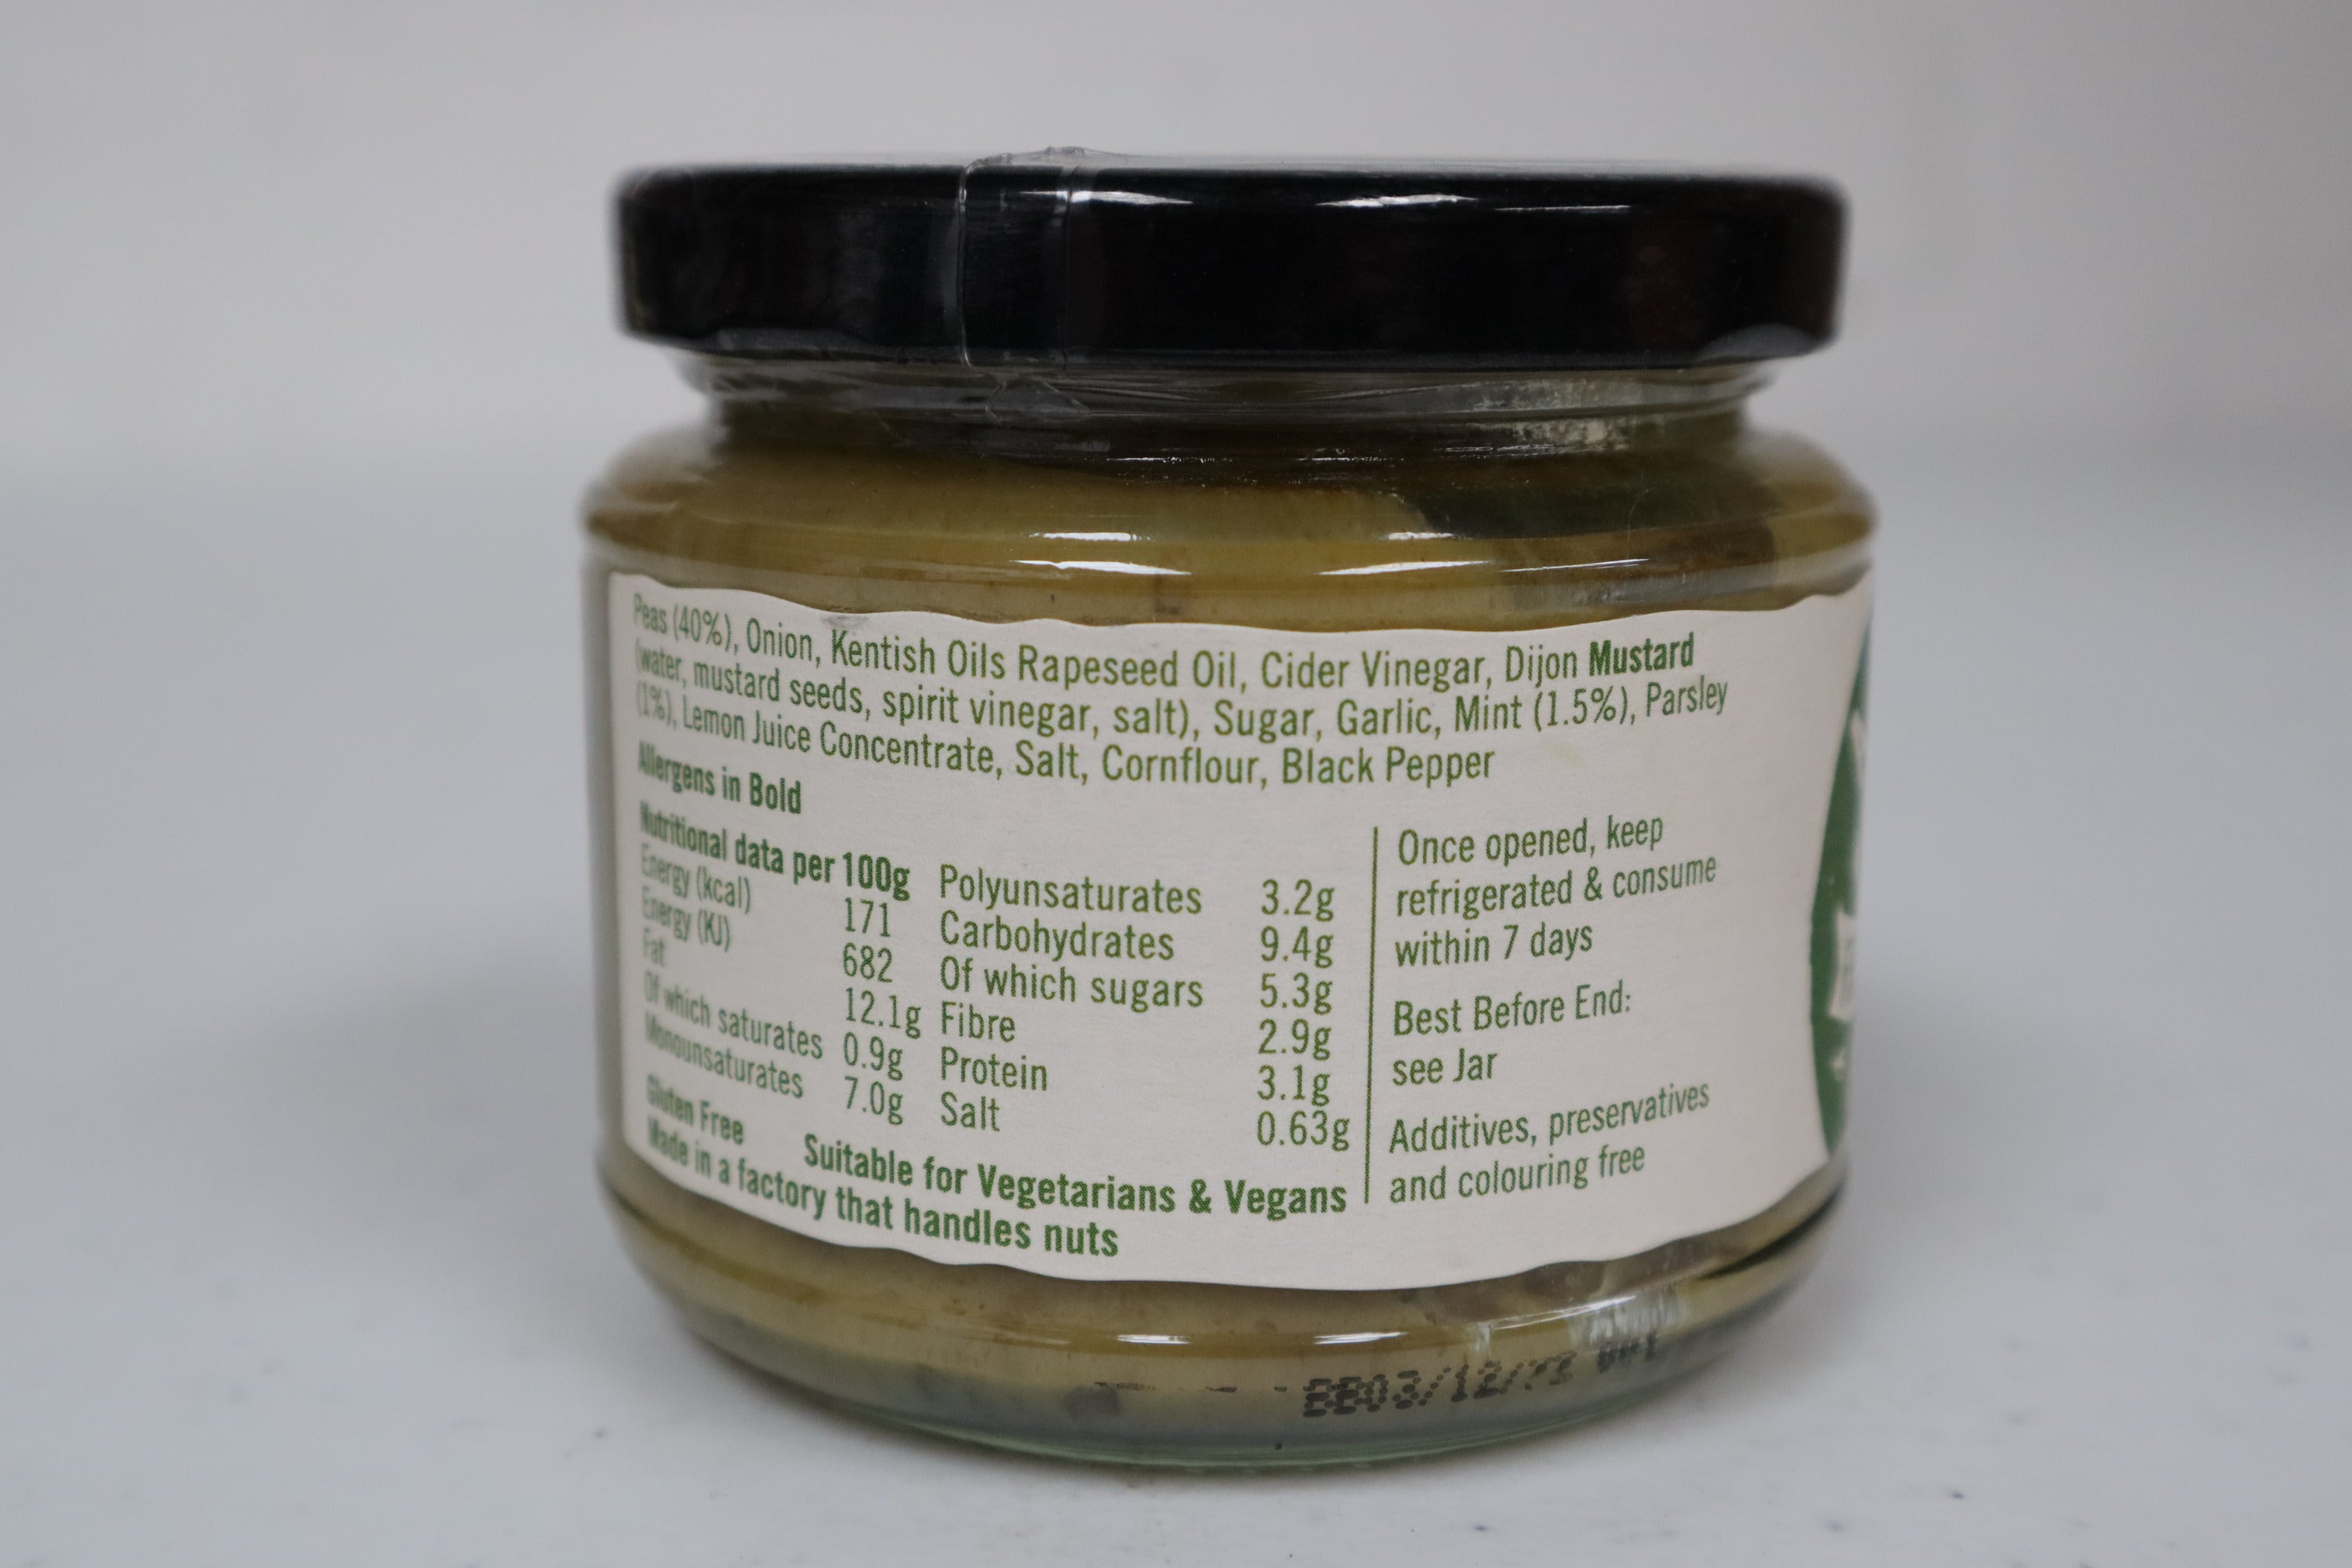 Peas (40%), Onion, Kentish Oils Rapeseed Oil, Cider Vinegar, Dijon Mustard
(water, mustard seeds, spirit vinegar, salt), Sugar, Garlic, Mint (1.5%), Parsley
(1%), Lemon Juice Concentrate, Salt, Cornflour, Black Pepper
Allergens in Bold
Nutritional data per 100g
Energy (kcal) 171
Energy (KJ) 682
Fat 12.1g
Of which saturates 0.9g
Monounsaturates 7.0g
Polyunsaturates 3.2g
Carbohydrates 9.4g
Of which sugars 5.3g
Fibre 2.9g
Protein 3.1g
Salt 0.63g
Gluten Free Suitable for Vegetarians & Vegans
Made in a factory that handles nuts
Once opened, keep
refrigerated & consume
within 7 days
Best Before End:
see Jar
Additives, preservatives
and colouring free